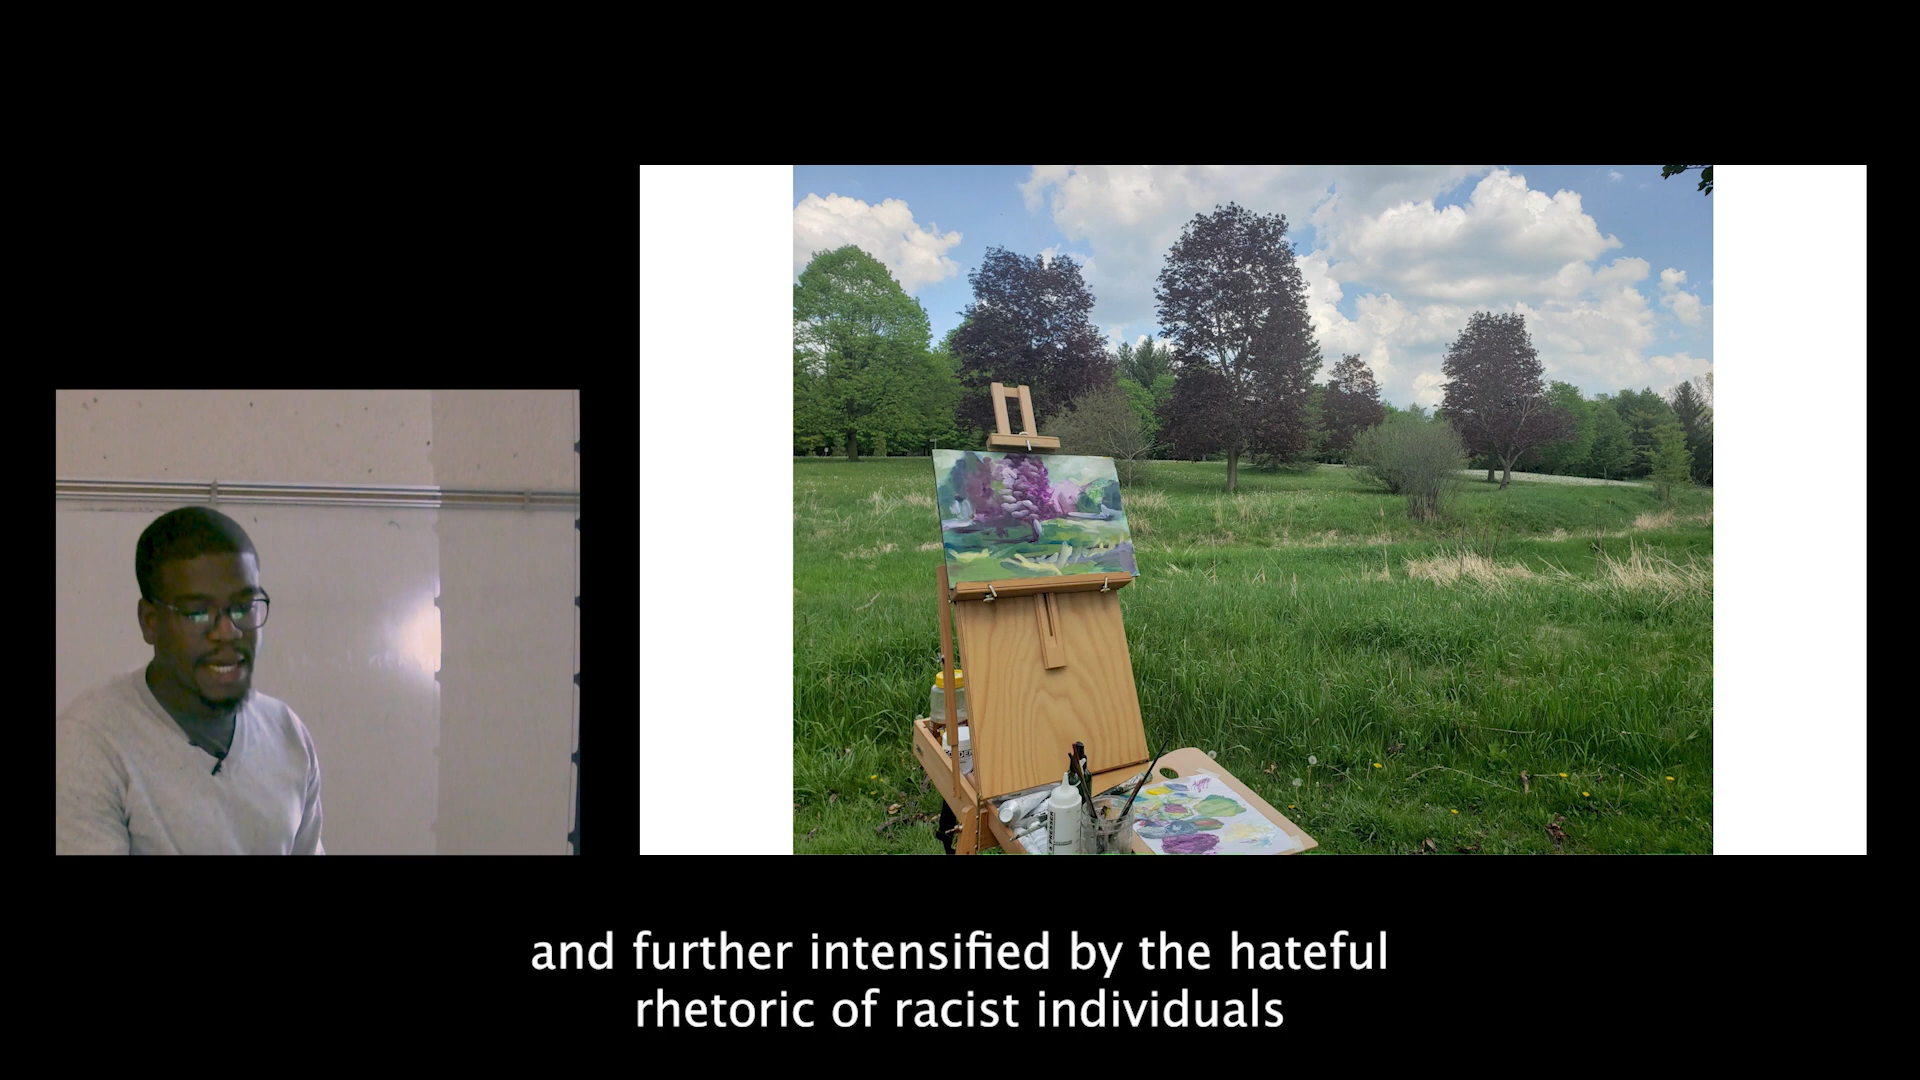 and further intensified by the hateful
rhetoric of racist individuals